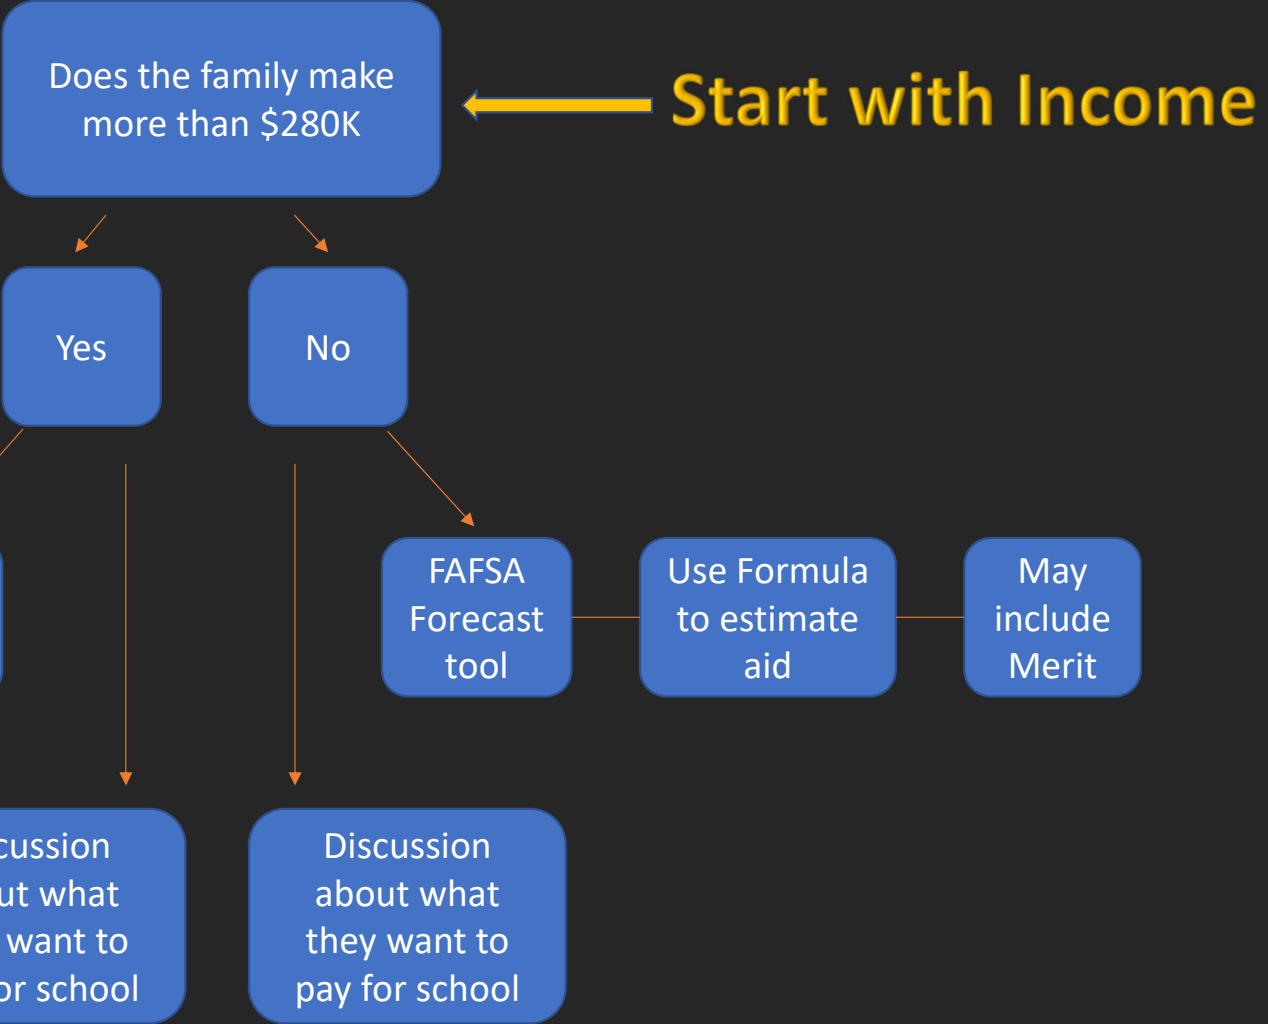 Does the family make
more than $280K
Start with Income
Yes
No
FAFSA
Forecast
tool
Use Formula
to estimate
aid
May
include
Merit
cussion
ut what
want to
or school
Discussion
about what
they want to
pay for school